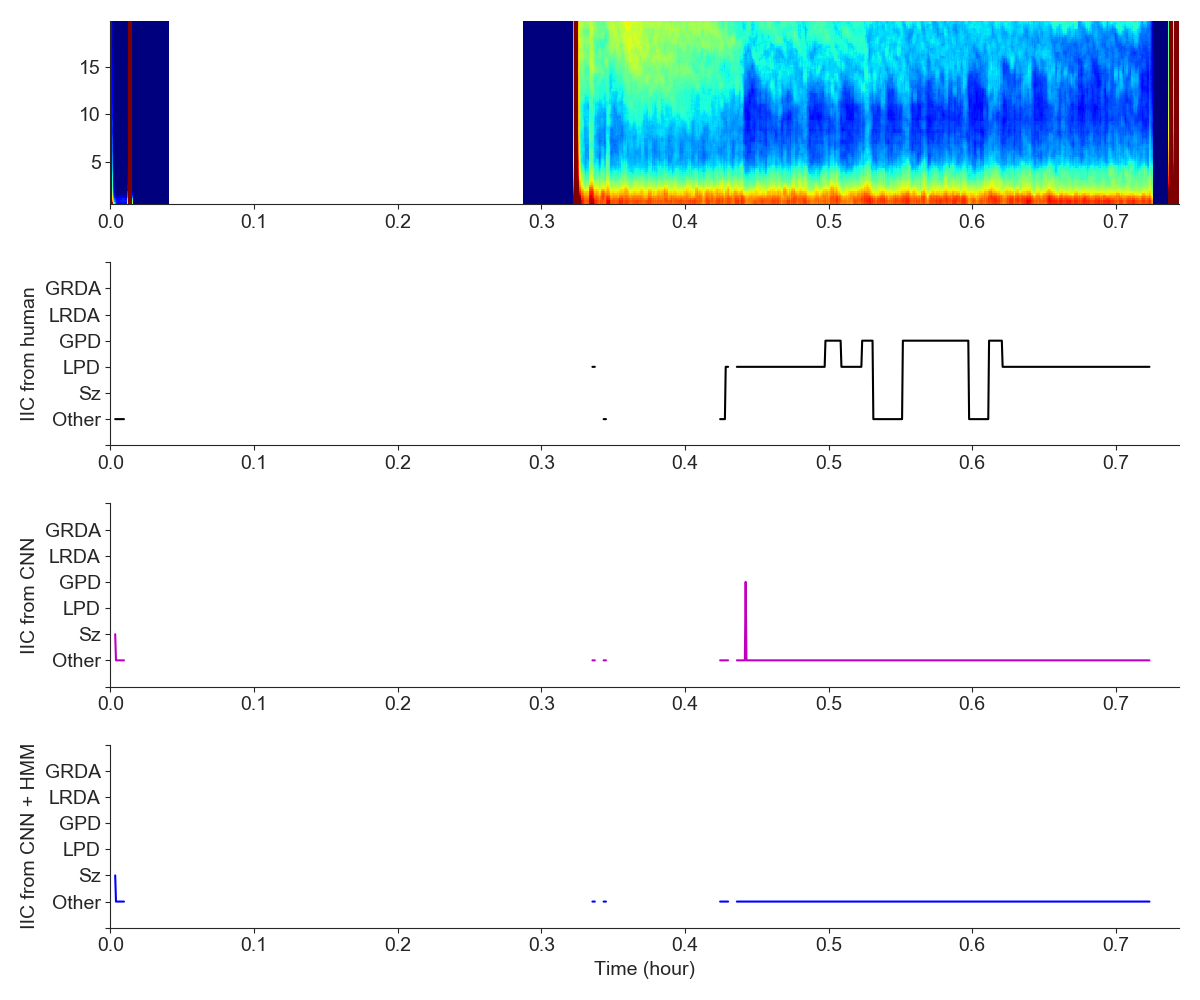 15
10
5
0.0 0.1 0.2 0.3 0.4 0.5 0.6 0.7
IIC from human
GRDA
LRDA
GPD
LPD
Sz
Other
0.0 0.1 0.2 0.3 0.4 0.5 0.6 0.7
IIC from CNN
GRDA
LRDA
GPD
LPD
Sz
Other
0.0 0.1 0.2 0.3 0.4 0.5 0.6 0.7
IIC from CNN + HMM
GRDA
LRDA
GPD
LPD
Sz
Other
0.0 0.1 0.2 0.3 0.4 0.5 0.6 0.7
Time (hour)